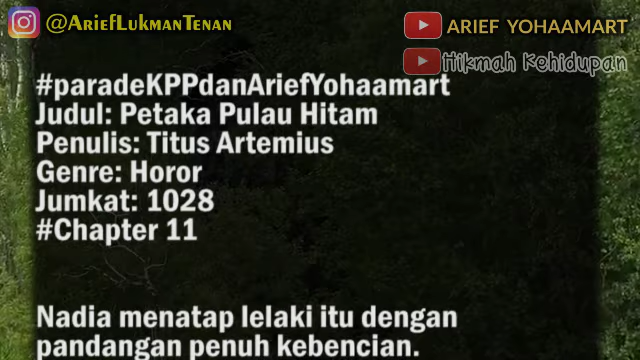 @AriefLukmanTenan
ARIEF YOHAAMART
Hikmah Kehidupan
#paradeKPPdanAriefYohaamart
Judul: Petaka Pulau Hitam
Penulis: Titus Artemius
Genre: Horor
Jumkat: 1028
#Chapter 11
Nadia menatap lelaki itu dengan
pandangan penuh kebencian.